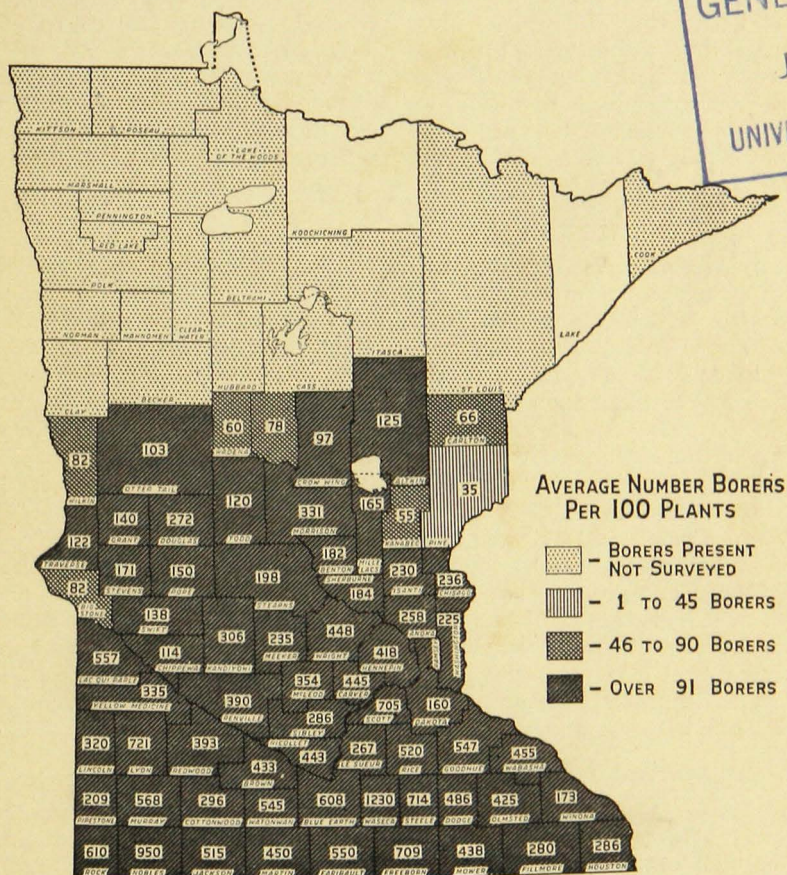 GENE
J
UNIV
KITTSON
ROSEAU
LAKE OF THE WOODS
MARSHALL
PENNINGTON
RED LAKE
KOOCHICHING
COOK
POLK
BELTRAMI
LAKE
NORMAN
MAHNOMEN
CLEAR-WATER
ITASCA
HUBBARD
CASS
ST. LOUIS
BECKER
CLAY
60
WADENA
78
125
AITKIN
66
CARLTON
82
WILKIN
103
OTTER TAIL
97
CROW WING
35
PINE
AVERAGE NUMBER BORERS
PER 100 PLANTS
– BORERS PRESENT
NOT SURVEYED
– 1 TO 45 BORERS
– 46 TO 90 BORERS
– OVER 91 BORERS
140
GRANT
272
DOUGLAS
120
TODD
331
MORRISON
165
MILLE LACS
55
KANABEC
122
TRAVERSE
171
STEVENS
150
POPE
198
STEARNS
182
BENTON
SHERBURNE
184
230
ISANTI
236
CHISAGO
82
BIG STONE
138
SWIFT
258
ANOKA
225
557
LAC QUI PARLE
114
CHIPPEWA
306
KANDIYOHI
235
MEEKER
448
WRIGHT
418
HENNEPIN
335
YELLOW MEDICINE
390
RENVILLE
354
MCLEOD
445
CARVER
705
SCOTT
160
DAKOTA
286
SIBLEY
320
LINCOLN
721
LYON
393
REDWOOD
433
BROWN
NICOLLET
443
267
LE SUEUR
520
RICE
547
GOODHUE
455
WABASHA
209
PIPESTONE
568
MURRAY
296
COTTONWOOD
545
WATONWAN
608
BLUE EARTH
1230
WASECA
714
STEELE
486
DODGE
425
OLMSTED
173
WINONA
610
ROCK
950
NOBLES
515
JACKSON
450
MARTIN
550
FARIBAULT
709
FREEBORN
438
MOWER
280
FILLMORE
286
HOUSTON